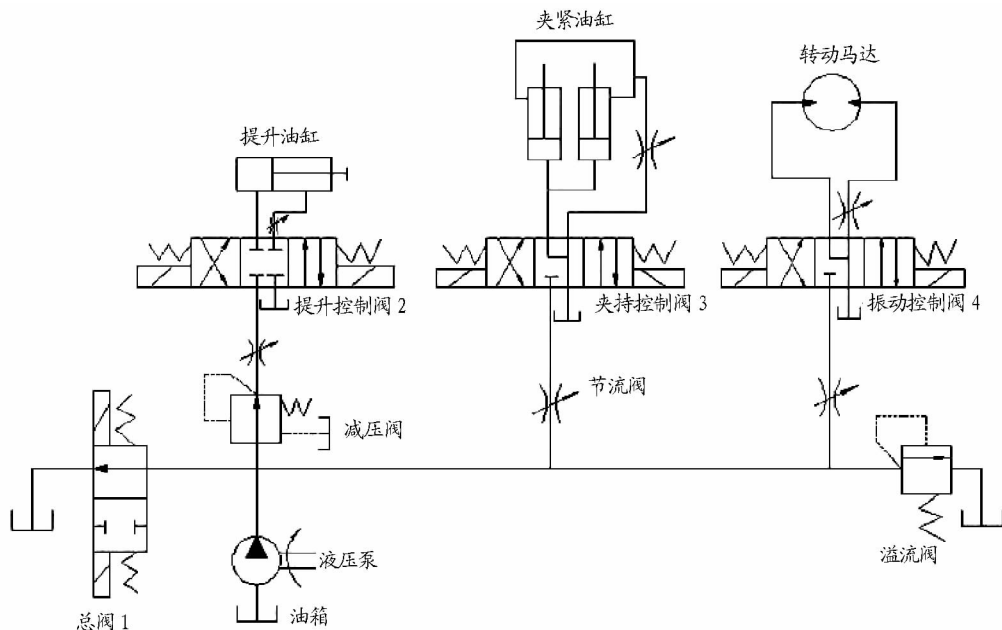 夹紧油缸
转动马达
提升油缸
提升控制阀 2
夹持控制阀 3
振动控制阀 4
节流阀
减压阀
溢流阀
液压泵
油箱
总阀 1